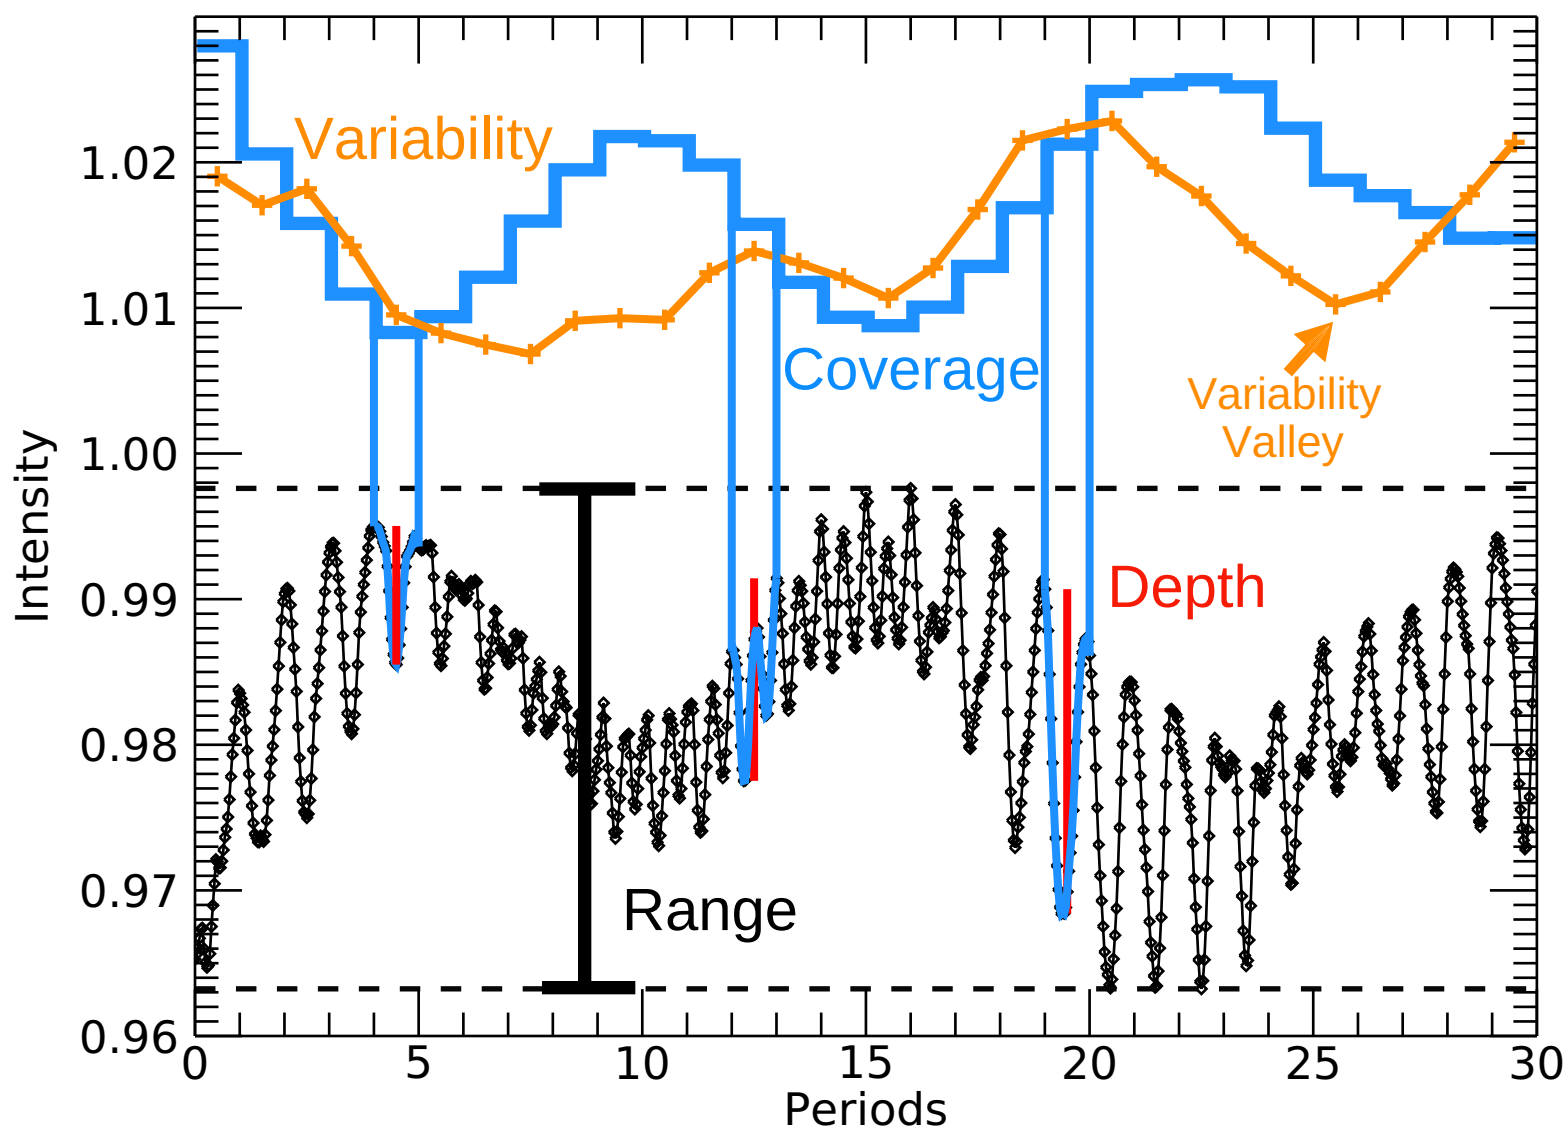 Variability
1.02
1.01
Coverage
Variability
Valley
1.00
Intensity
Depth
0.99
0.98
0.97
Range
0.96
0
5
10
15
20
25
30
Periods